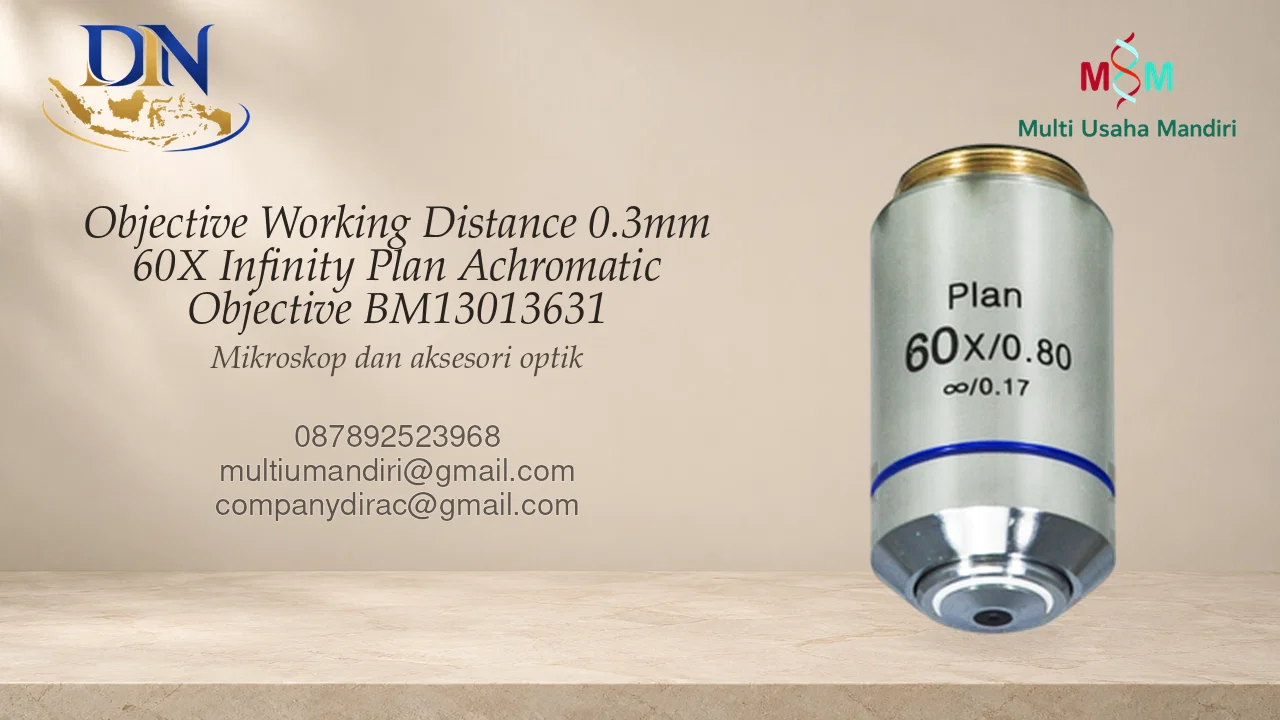 DN
M M
Multi Usaha Mandiri
Objective Working Distance 0.3mm
60X Infinity Plan Achromatic
Objective BM13013631
Mikroskop dan aksesori optik
087892523968
multiumandiri@gmail.com
companydirac@gmail.com
Plan
60X/0.80
∞/0.17